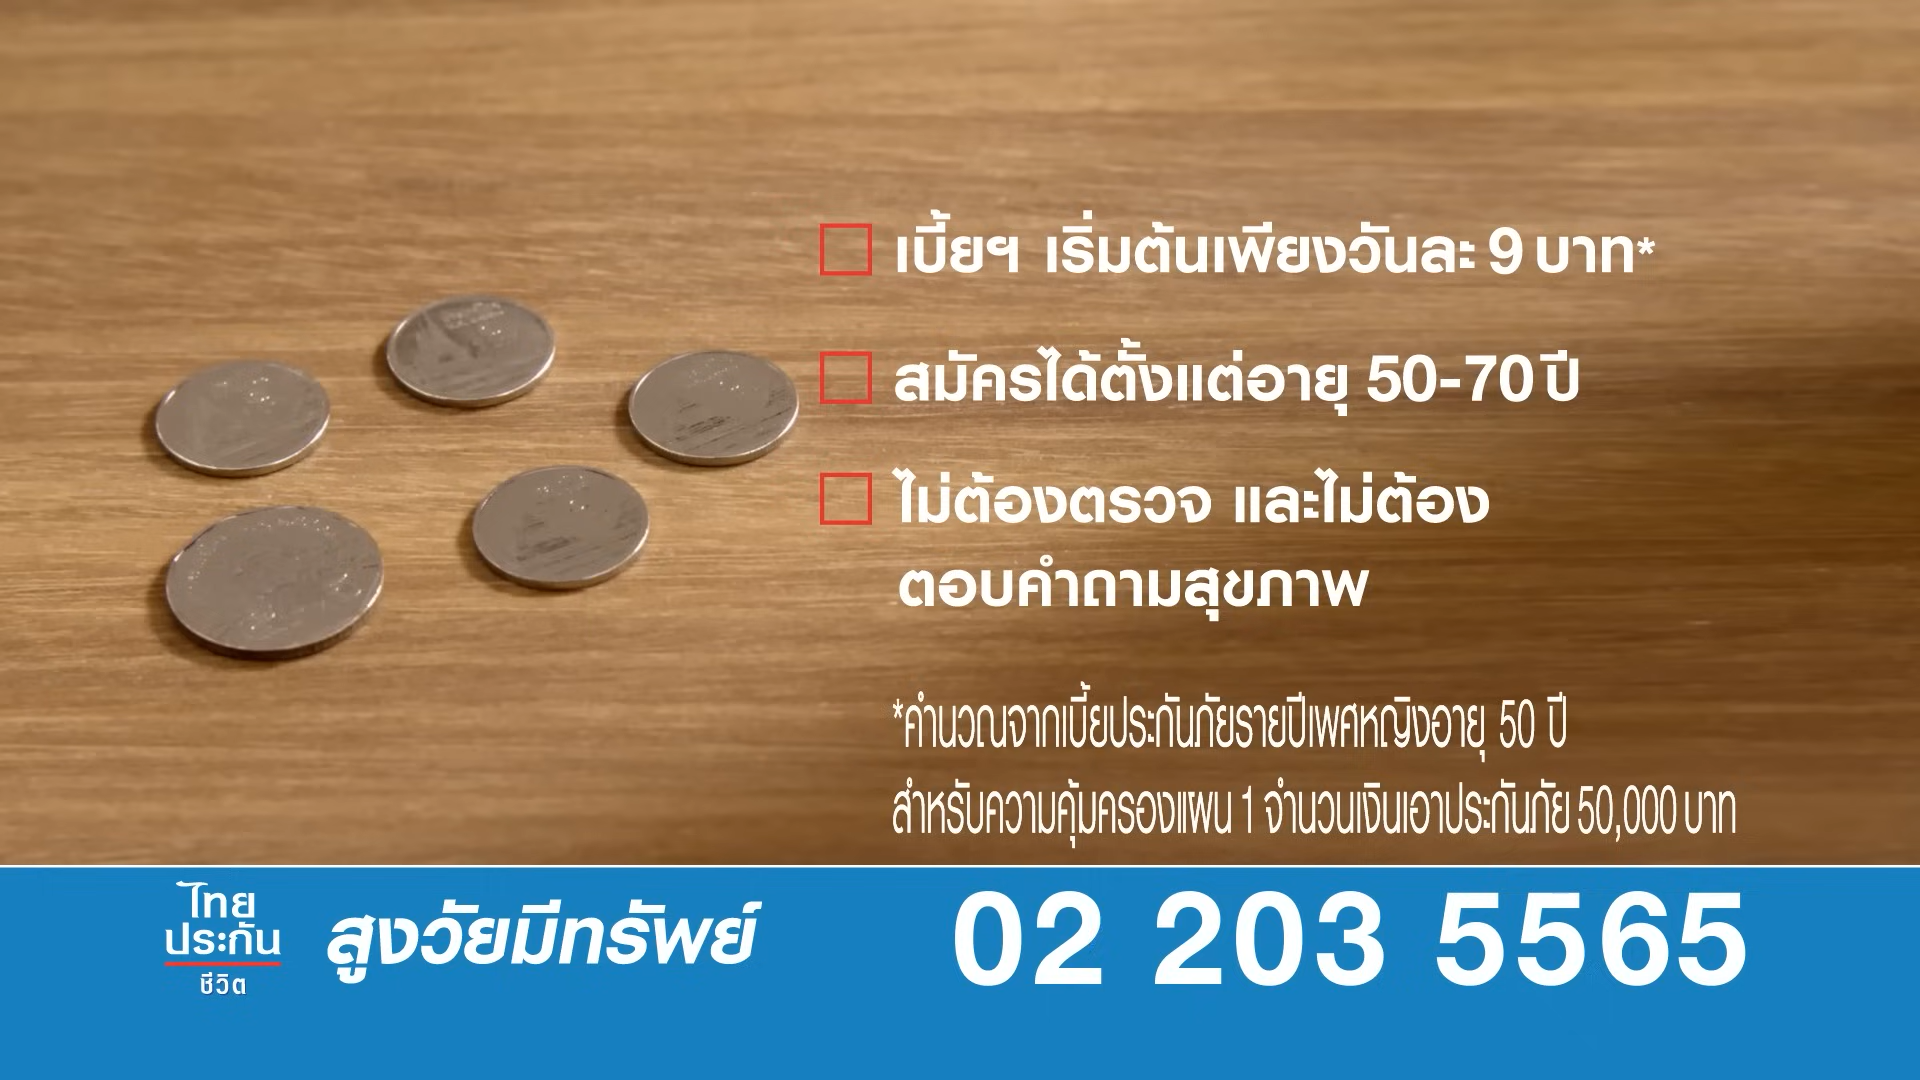 เบี้ยฯ เริ่มต้นเพียงวันละ 9 บาท*
สมัครได้ตั้งแต่อายุ 50-70 ปี
ไม่ต้องตรวจ และไม่ต้อง
ตอบคำถามสุขภาพ
*คำนวณจากเบี้ยประกันภัยรายปีเพศหญิงอายุ 50 ปี
สำหรับความคุ้มครองแผน 1 จำนวนเงินเอาประกันภัย 50,000 บาท
ไทย
ประกัน
ชีวิต
สูงวัยมีทรัพย์
02 203 5565